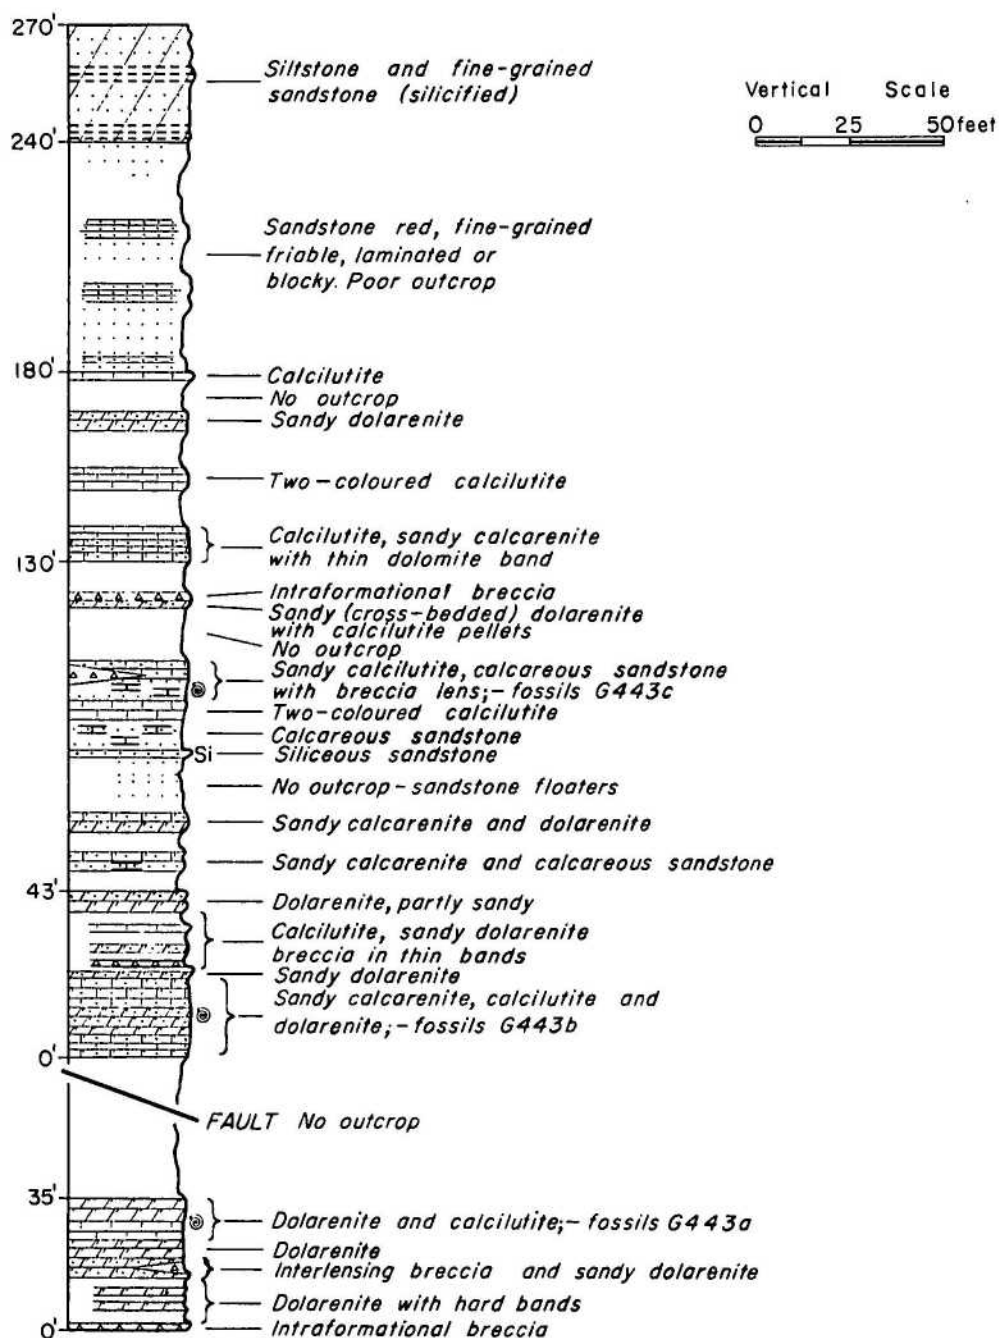 270'
Siltstone and fine-grained
sandstone (silicified)
Vertical Scale
0 25 50 feet
240'
Sandstone red, fine-grained
friable, laminated or
blocky. Poor outcrop
180'
Calcilutite
No outcrop
Sandy dolarenite
Two-coloured calcilutite
Calcilutite, sandy calcarenite
with thin dolomite band
130'
Intraformational breccia
Sandy (cross-bedded) dolarenite
with calcilutite pellets
No outcrop
Sandy calcilutite, calcareous sandstone
with breccia lens;- fossils G443c
Two-coloured calcilutite
Calcareous sandstone
Si
Siliceous sandstone
No outcrop-sandstone floaters
Sandy calcarenite and dolarenite
Sandy calcarenite and calcareous sandstone
43'
Dolarenite, partly sandy
Calcilutite, sandy dolarenite
breccia in thin bands
Sandy dolarenite
Sandy calcarenite, calcilutite and
dolarenite;- fossils G443b
0'
FAULT No outcrop
35'
Dolarenite and calcilutite;- fossils G443a
Dolarenite
Interlensing breccia and sandy dolarenite
Dolarenite with hard bands
0'
Intraformational breccia